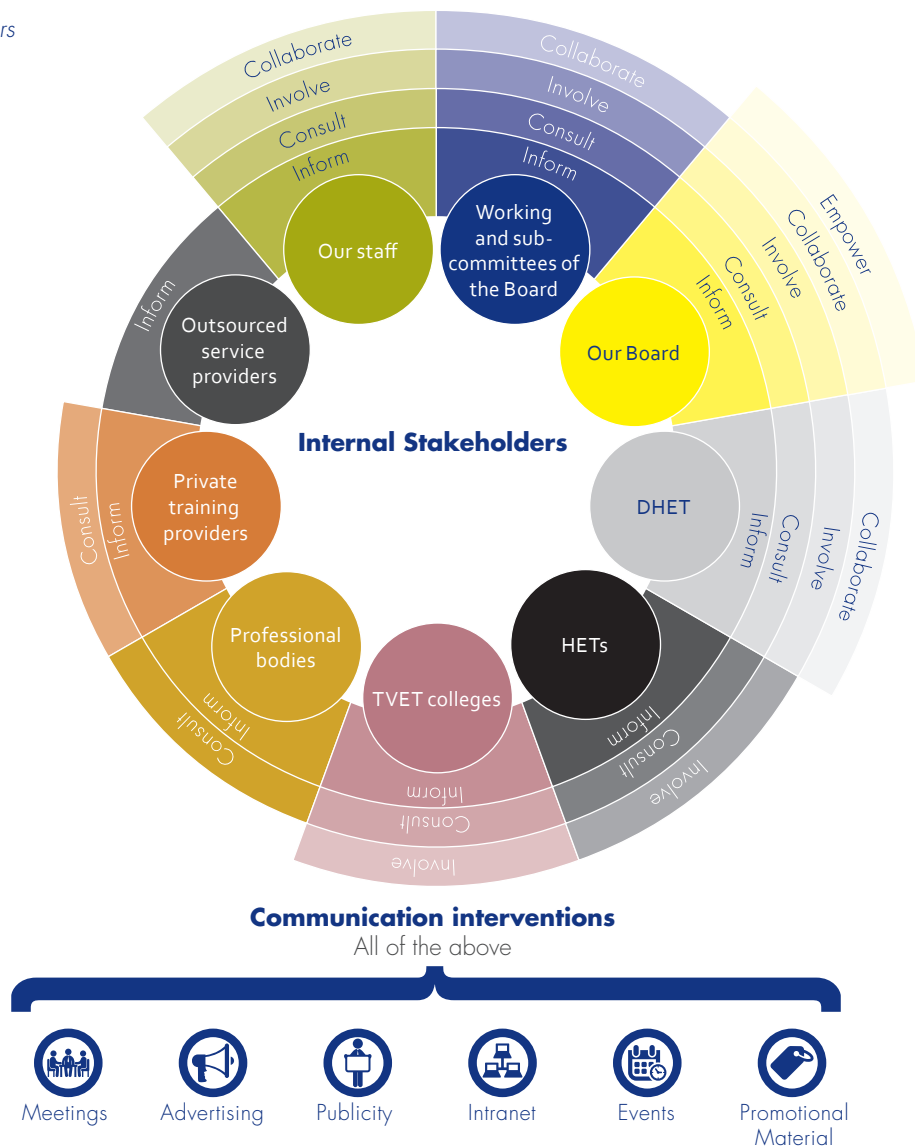 rs
Collaborate
Involve
Consult
Inform
Our staff
Collaborate
Involve
Consult
Inform
Working
and sub-
committees of
the Board
Empower
Collaborate
Involve
Consult
Inform
Our Board
Collaborate
Involve
Consult
Inform
DHET
Involve
Consult
Inform
HETs
Involve
Consult
Inform
TVET colleges
Consult
Inform
Professional
bodies
Consult
Inform
Private
training
providers
Inform
Outsourced
service
providers
Internal Stakeholders
Communication interventions
All of the above
Meetings
Advertising
Publicity
Intranet
Events
Promotional
Material